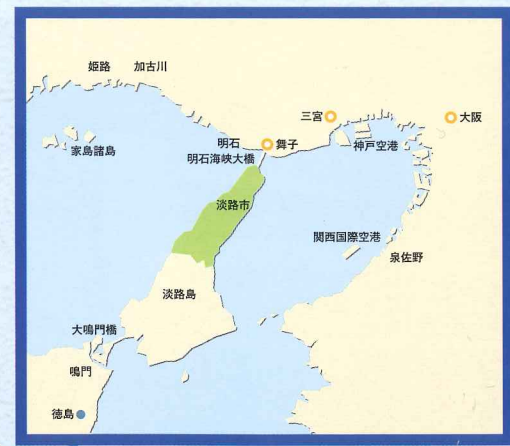 姫路
加古川
三宮
大阪
家島諸島
明石
舞子
神戸空港
明石海峡大橋
淡路市
関西国際空港
泉佐野
淡路島
大鳴門橋
鳴門
徳島